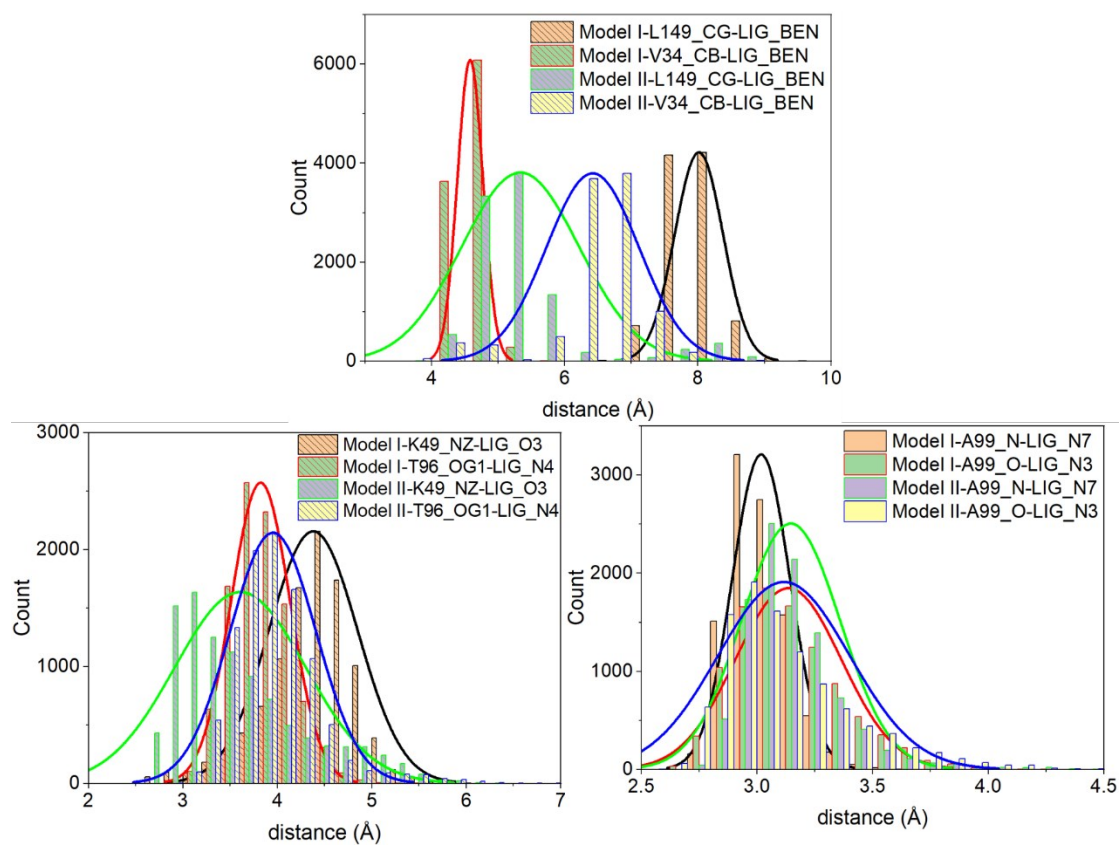 Model I-L149_CG-LIG_BEN
Model I-V34_CB-LIG_BEN
Model II-L149_CG-LIG_BEN
Model II-V34_CB-LIG_BEN
6000
4000
2000
0
Count
4 6 8 10
distance (Å)
Model I-K49_NZ-LIG_O3
Model I-T96_OG1-LIG_N4
Model II-K49_NZ-LIG_O3
Model II-T96_OG1-LIG_N4
3000
2000
1000
0
Count
2 3 4 5 6 7
distance (Å)
Model I-A99_N-LIG_N7
Model I-A99_O-LIG_N3
Model II-A99_N-LIG_N7
Model II-A99_O-LIG_N3
3000
2000
1000
0
Count
2.5 3.0 3.5 4.0 4.5
distance (Å)